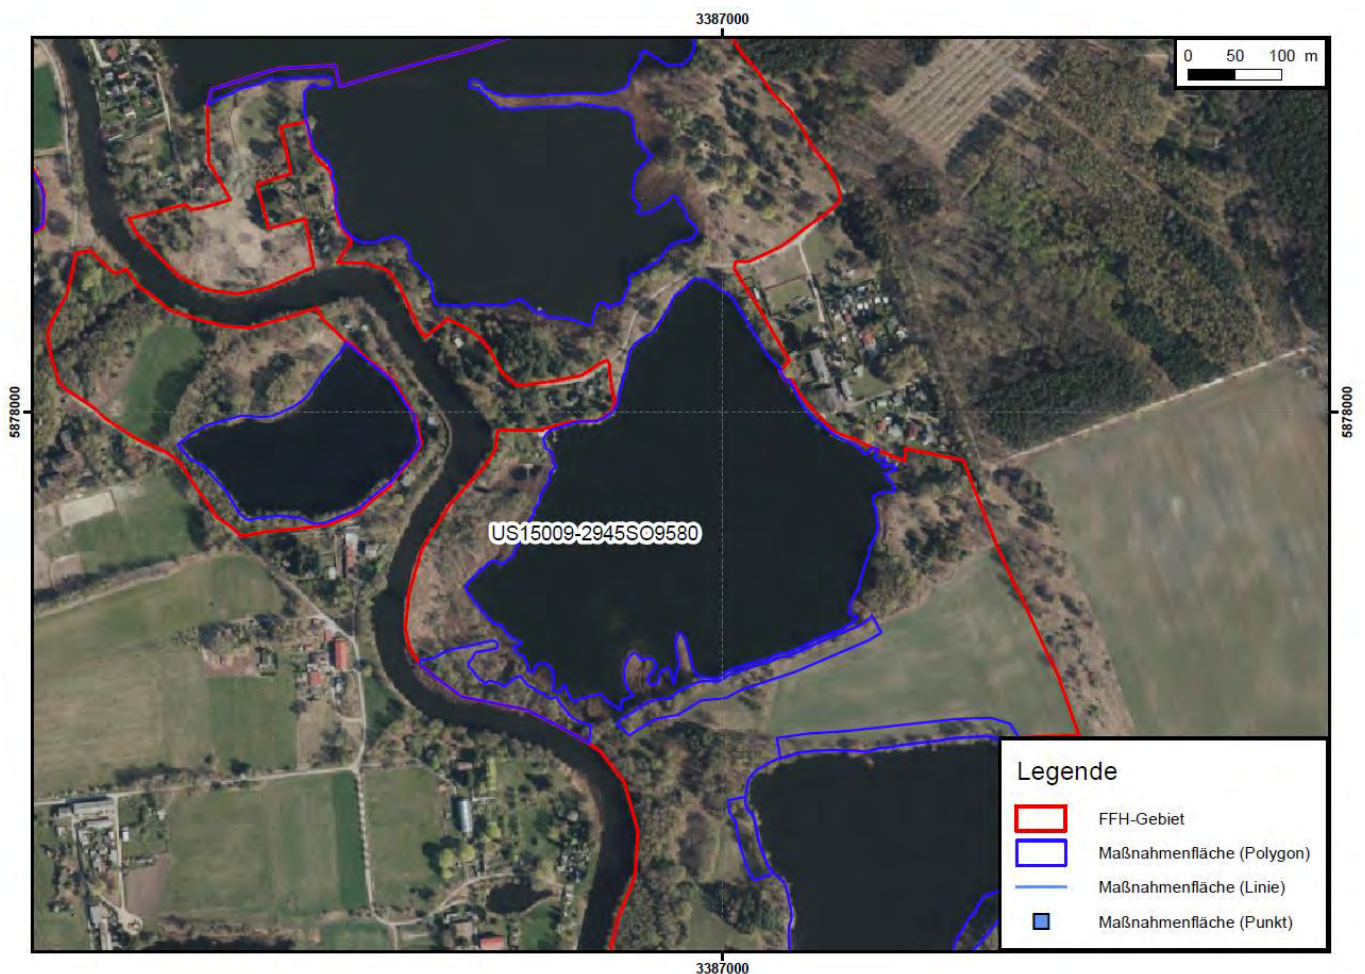 3387000
0 50 100 m
5878000
5878000
US15009-2945SO9580
Legende
FFH-Gebiet
Maßnahmenfläche (Polygon)
Maßnahmenfläche (Linie)
Maßnahmenfläche (Punkt)
3387000